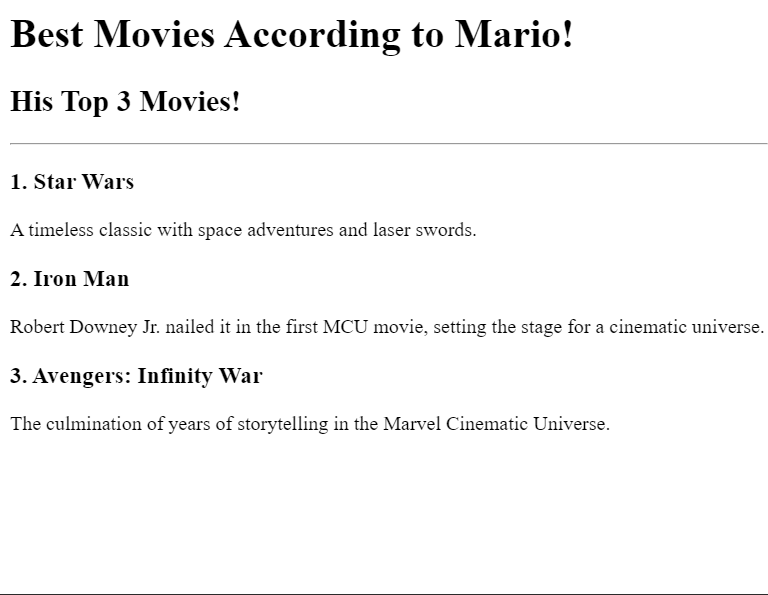 Best Movies According to Mario!
His Top 3 Movies!
1. Star Wars
A timeless classic with space adventures and laser swords.
2. Iron Man
Robert Downey Jr. nailed it in the first MCU movie, setting the stage for a cinematic universe.
3. Avengers: Infinity War
The culmination of years of storytelling in the Marvel Cinematic Universe.